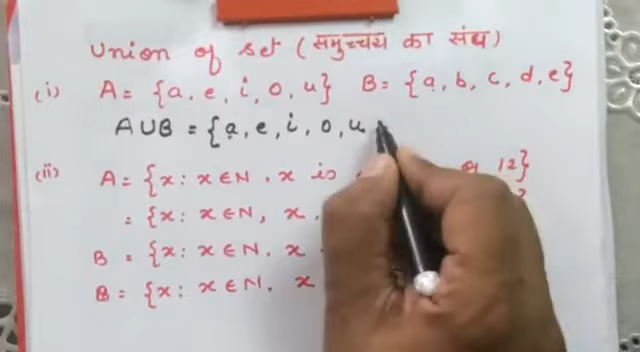 Union of set (समुच्चय का संघ)
(i) A = {a, e, i, o, u} B = {a, b, c, d, e}
A∪B = {a, e, i, o, u
(ii) A = {x : x ∈ N, x is 12}
= {x : x ∈ N, x
B = {x : x ∈ N. x
B = {x : x ∈ N. x